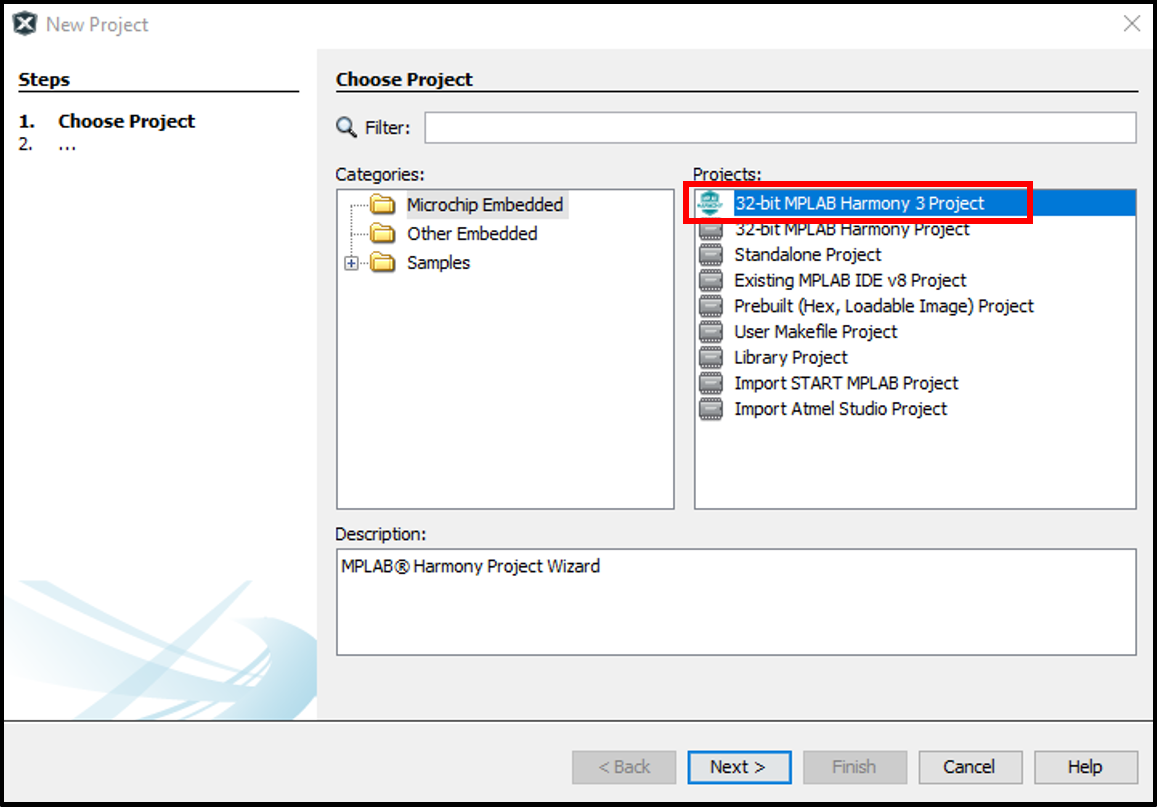 New Project
Steps
1. Choose Project
2. ...
Choose Project
Filter:
Categories:
Microchip Embedded
Other Embedded
Samples
Projects:
32-bit MPLAB Harmony 3 Project
32-bit MPLAB Harmony Project
Standalone Project
Existing MPLAB IDE v8 Project
Prebuilt (Hex, Loadable Image) Project
User Makefile Project
Library Project
Import START MPLAB Project
Import Atmel Studio Project
Description:
MPLAB® Harmony Project Wizard
< Back
Next >
Finish
Cancel
Help